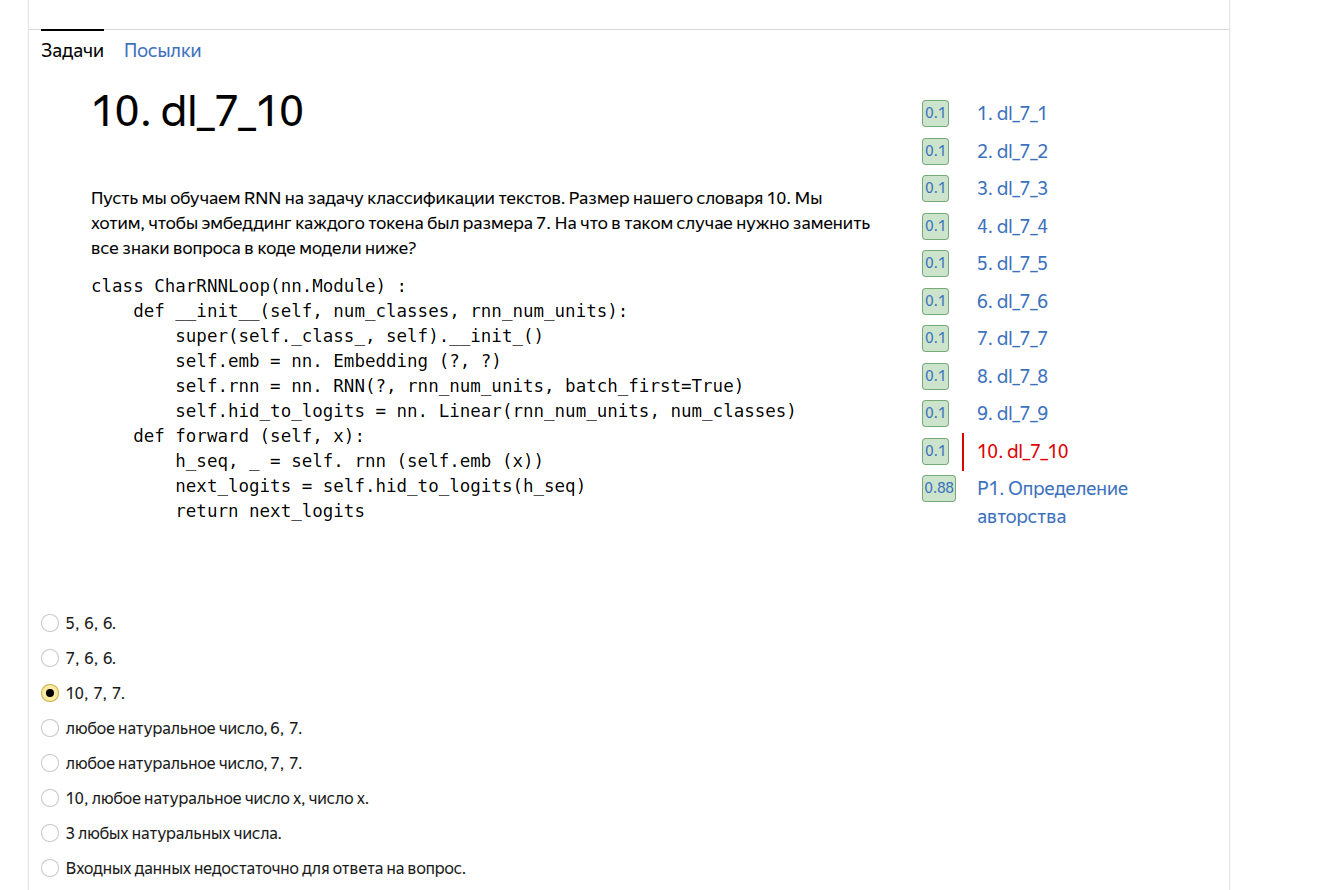 Задачи Посылки
10. dl_7_10
Пусть мы обучаем RNN на задачу классификации текстов. Размер нашего словаря 10. Мы
хотим, чтобы эмбеддинг каждого токена был размера 7. На что в таком случае нужно заменить
все знаки вопроса в коде модели ниже?
class CharRNNLoop(nn.Module) :
    def __init__(self, num_classes, rnn_num_units):
        super(self._class_, self).__init_()
        self.emb = nn. Embedding (?, ?)
        self.rnn = nn. RNN(?, rnn_num_units, batch_first=True)
        self.hid_to_logits = nn. Linear(rnn_num_units, num_classes)
    def forward (self, x):
        h_seq, _ = self. rnn (self.emb (x))
        next_logits = self.hid_to_logits(h_seq)
        return next_logits
5, 6, 6.
7, 6, 6.
10, 7, 7.
любое натуральное число, 6, 7.
любое натуральное число, 7, 7.
10, любое натуральное число x, число x.
3 любых натуральных числа.
Входных данных недостаточно для ответа на вопрос.
0.1 1. dl_7_1
0.1 2. dl_7_2
0.1 3. dl_7_3
0.1 4. dl_7_4
0.1 5. dl_7_5
0.1 6. dl_7_6
0.1 7. dl_7_7
0.1 8. dl_7_8
0.1 9. dl_7_9
0.1 10. dl_7_10
0.88 P1. Определение
авторства